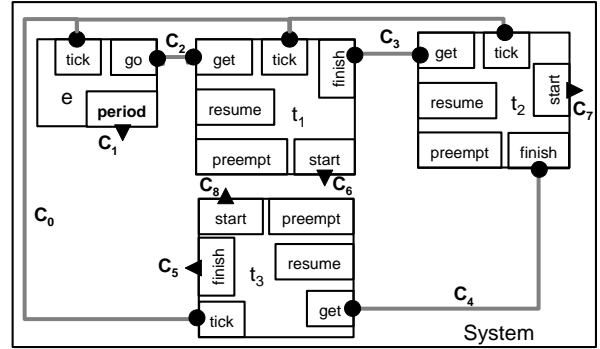 C2
C3
tick
go
get
tick
finish
get
tick
e
period
resume
t1
resume
t2
start
C7
C1
preempt
start
preempt
finish
C8
C6
C0
start
preempt
C5
finish
t3
resume
get
C4
tick
System